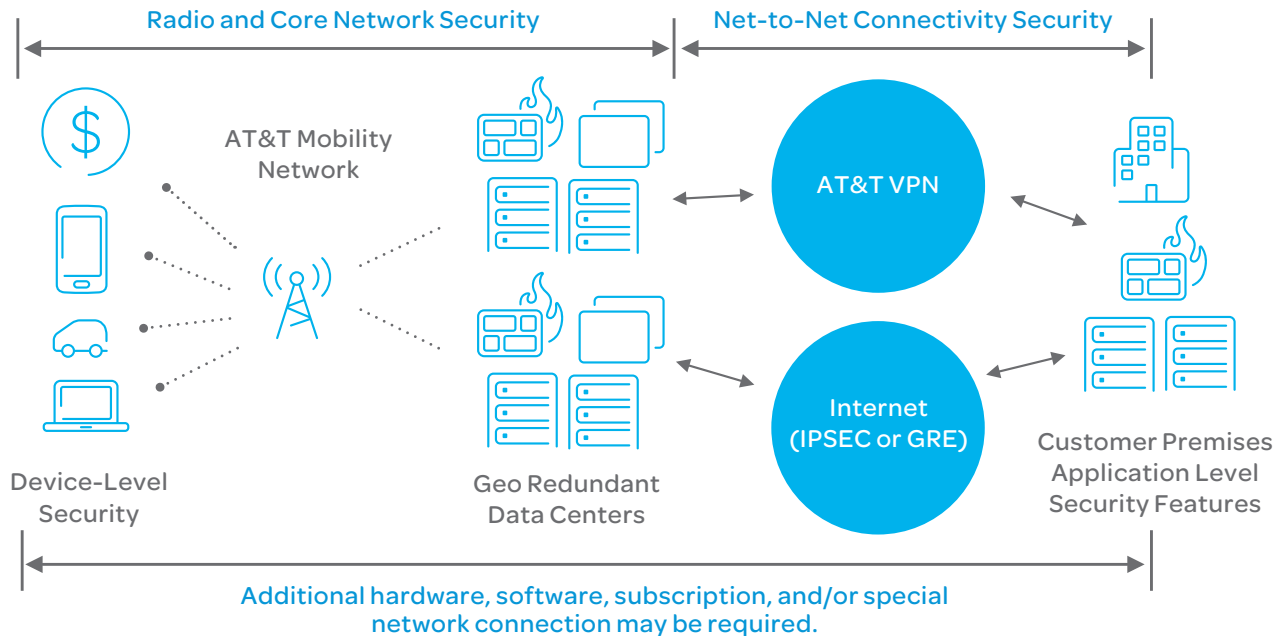 Radio and Core Network Security
Net-to-Net Connectivity Security
$
AT&T Mobility
Network
AT&T VPN
Internet
(IPSEC or GRE)
Device-Level
Security
Geo Redundant
Data Centers
Customer Premises
Application Level
Security Features
Additional hardware, software, subscription, and/or special
network connection may be required.